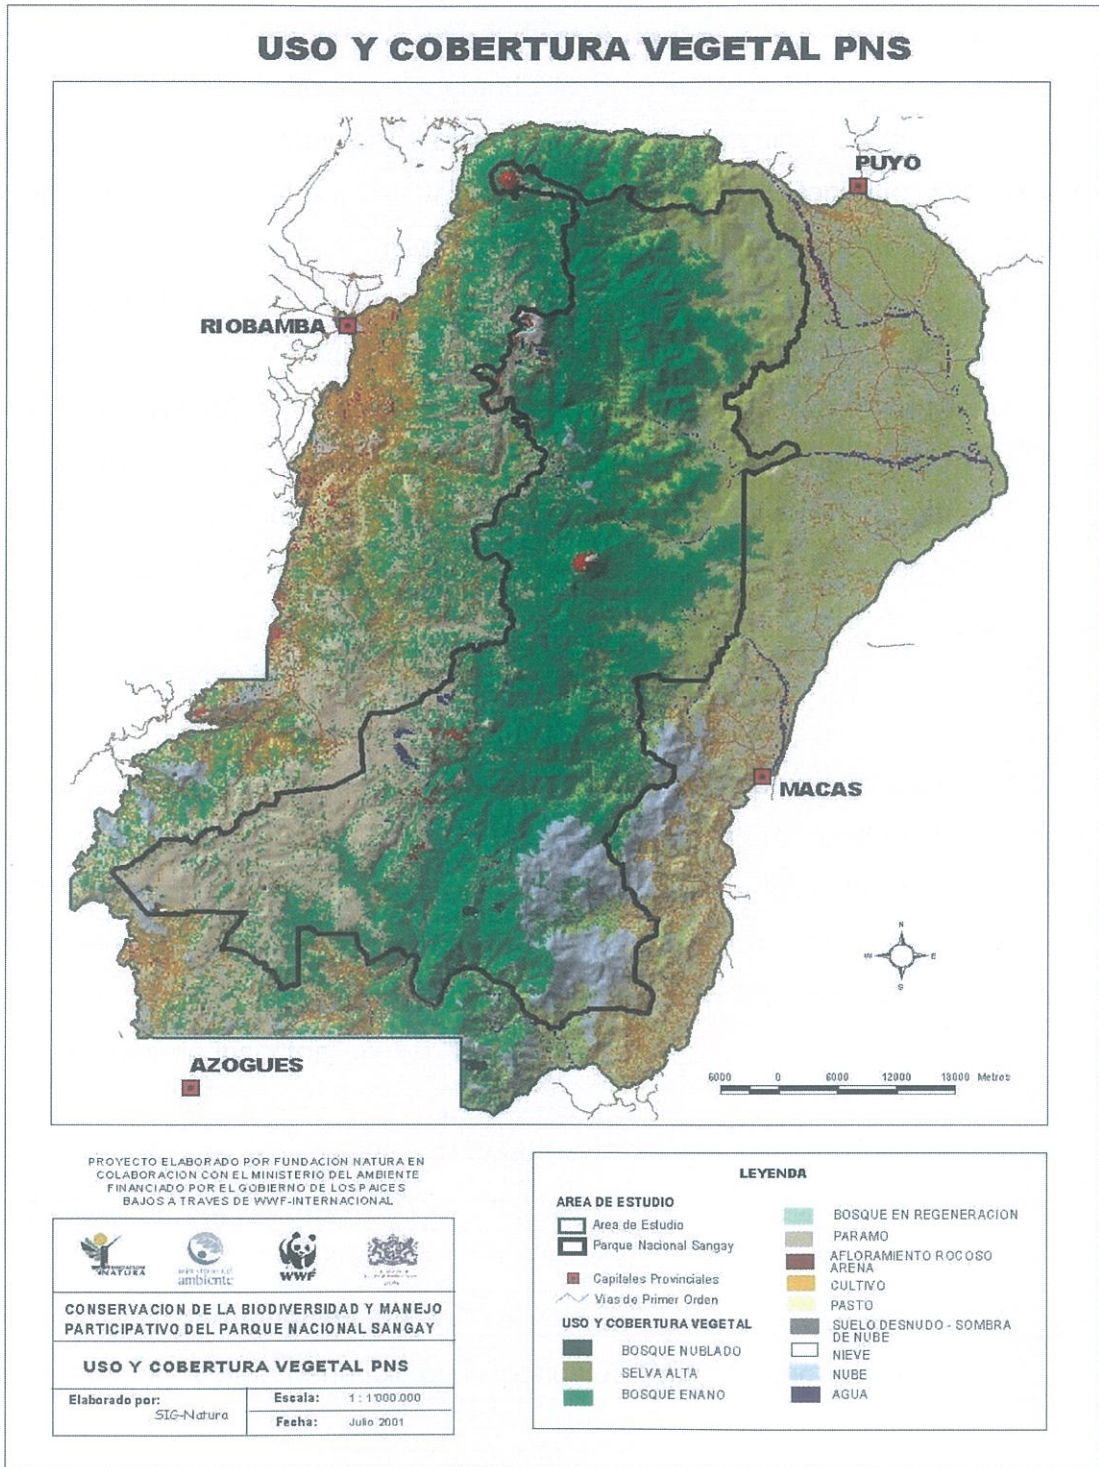 USO Y COBERTURA VEGETAL PNS
PUYO
RIOBAMBA
MACAS
AZOGUES
N
W E
S
6000 0 6000 12000 18000 Metros
PROYECTO ELABORADO POR FUNDACION NATURA EN
COLABORACION CON EL MINISTERIO DEL AMBIENTE
FINANCIADO POR EL GOBIERNO DE LOS PAICES
BAJOS A TRAVES DE WWF-INTERNACIONAL
NATURA
ambiente
WWF
CONSERVACION DE LA BIODIVERSIDAD Y MANEJO
PARTICIPATIVO DEL PARQUE NACIONAL SANGAY
USO Y COBERTURA VEGETAL PNS
Elaborado por:
SIG-Natura
Escala: 1 : 1'000.000
Fecha: Julio 2001
LEYENDA
AREA DE ESTUDIO
Area de Estudio
Parque Nacional Sangay
Capitales Provinciales
Vias de Primer Orden
USO Y COBERTURA VEGETAL
BOSQUE NUBLADO
SELVA ALTA
BOSQUE ENANO
BOSQUE EN REGENERACION
PARAMO
AFLORAMIENTO ROCOSO
ARENA
CULTIVO
PASTO
SUELO DESNUDO - SOMBRA
DE NUBE
NIEVE
NUBE
AGUA